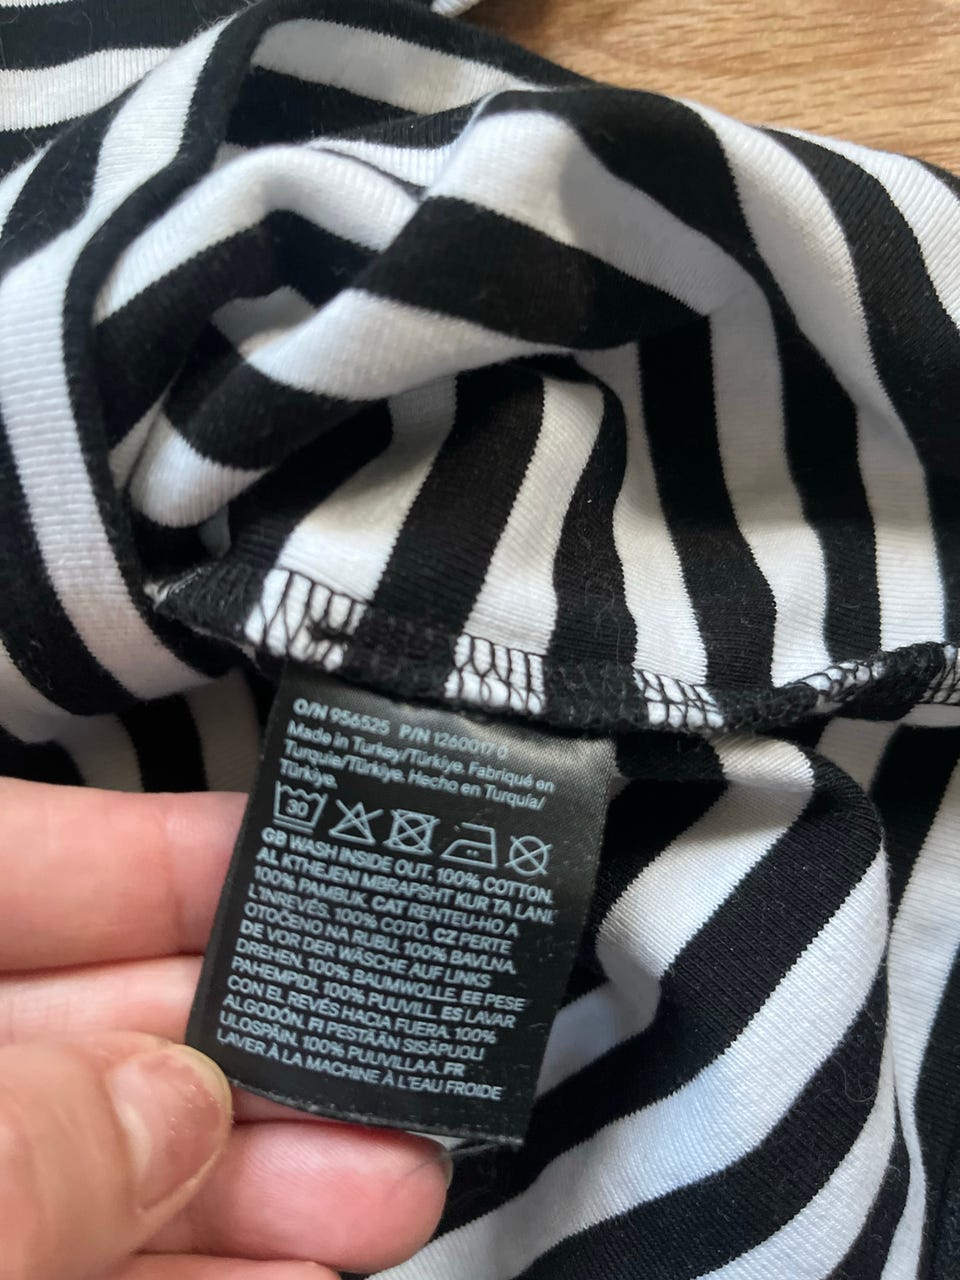 O/N 956525 P/N 1260017 0
Made in Turkey/Türkiye. Fabriqué en
Turquie/Türkiye. Hecho en Turquía/
Türkiye.
30
GB WASH INSIDE OUT. 100% COTTON.
AL KTHEJENI MBRAPSHT KUR TA LANI.
100% PAMBUK. CAT RENTEU-HO A
L'INREVÉS. 100% COTÓ. CZ PERTE
OTOČENO NA RUBU. 100% BAVLNA.
DE VOR DER WÄSCHE AUF LINKS
DREHEN. 100% BAUMWOLLE. EE PESE
PAHEMPIDI. 100% PUUVILL. ES LAVAR
CON EL REVÉS HACIA FUERA. 100%
ALGODÓN. FI PESTÄÄN SISÄPUOLI
ULOSPÄIN. 100% PUUVILLAA. FR
LAVER À LA MACHINE À L'EAU FROIDE